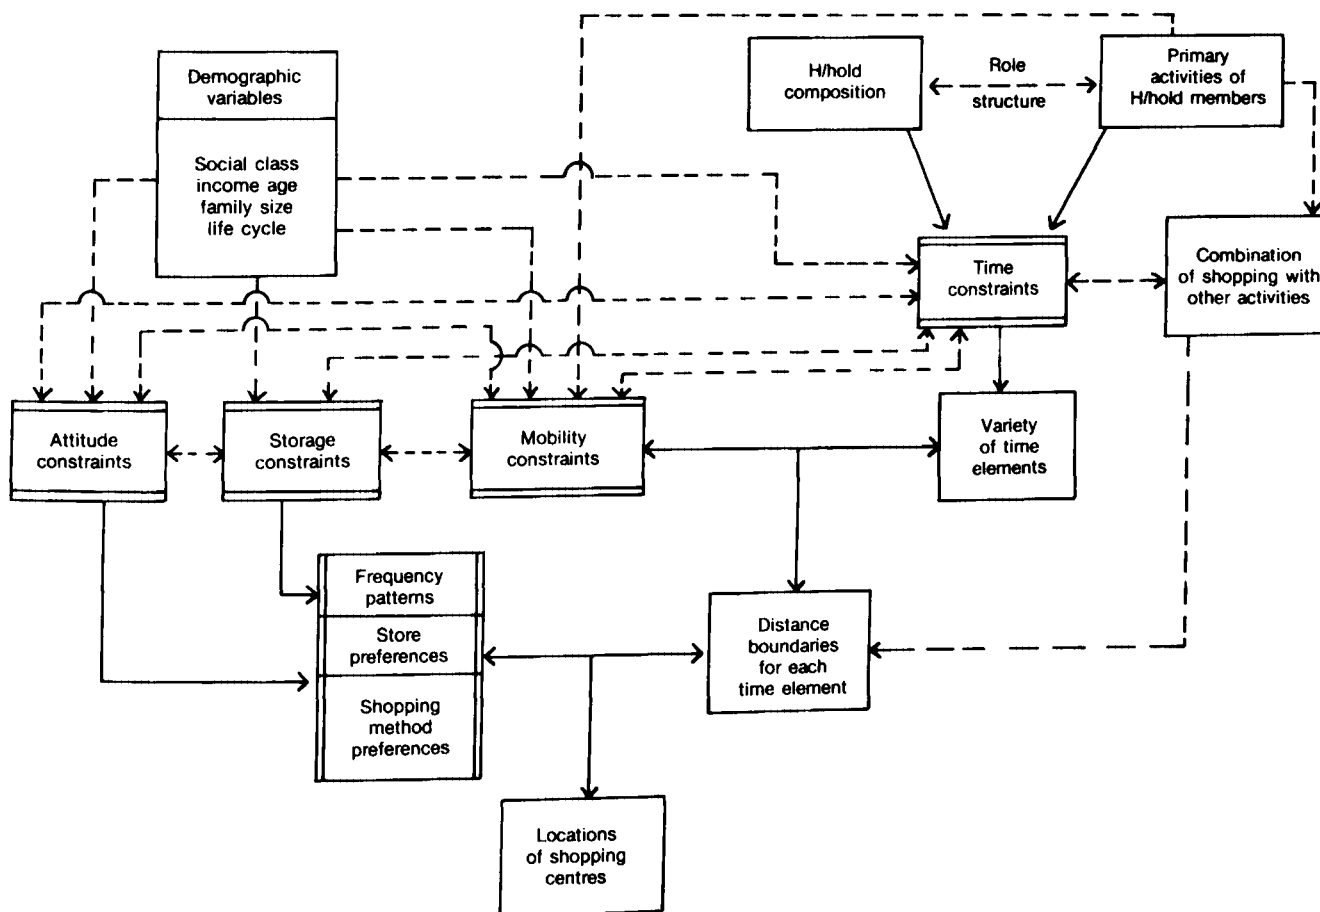 Demographic
variables
Social class
income age
family size
life cycle
H/hold
composition
Role
structure
Primary
activities of
H/hold members
Time
constraints
Combination
of shopping with
other activities
Attitude
constraints
Storage
constraints
Mobility
constraints
Variety
of time
elements
Frequency
patterns
Store
preferences
Shopping
method
preferences
Distance
boundaries
for each
time element
Locations
of shopping
centres